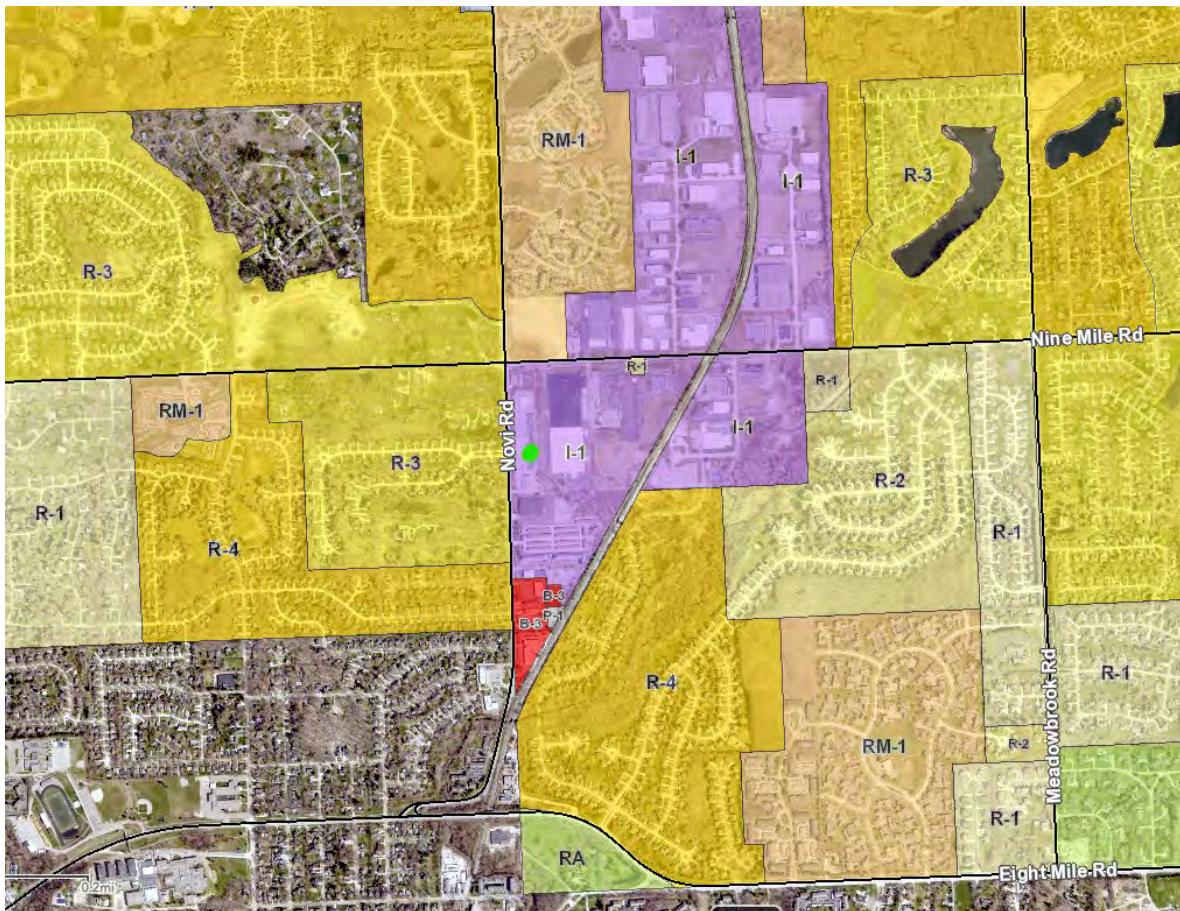 RM-1
I-1
I-1
R-3
R-3
Nine Mile Rd
R-1
R-1
RM-1
Novi Rd
I-1
I-1
R-3
R-2
R-1
R-1
R-4
B-3
P-1
B-3
R-4
R-1
Meadowbrook Rd
RM-1
R-2
R-1
RA
Eight Mile Rd
0.2mi